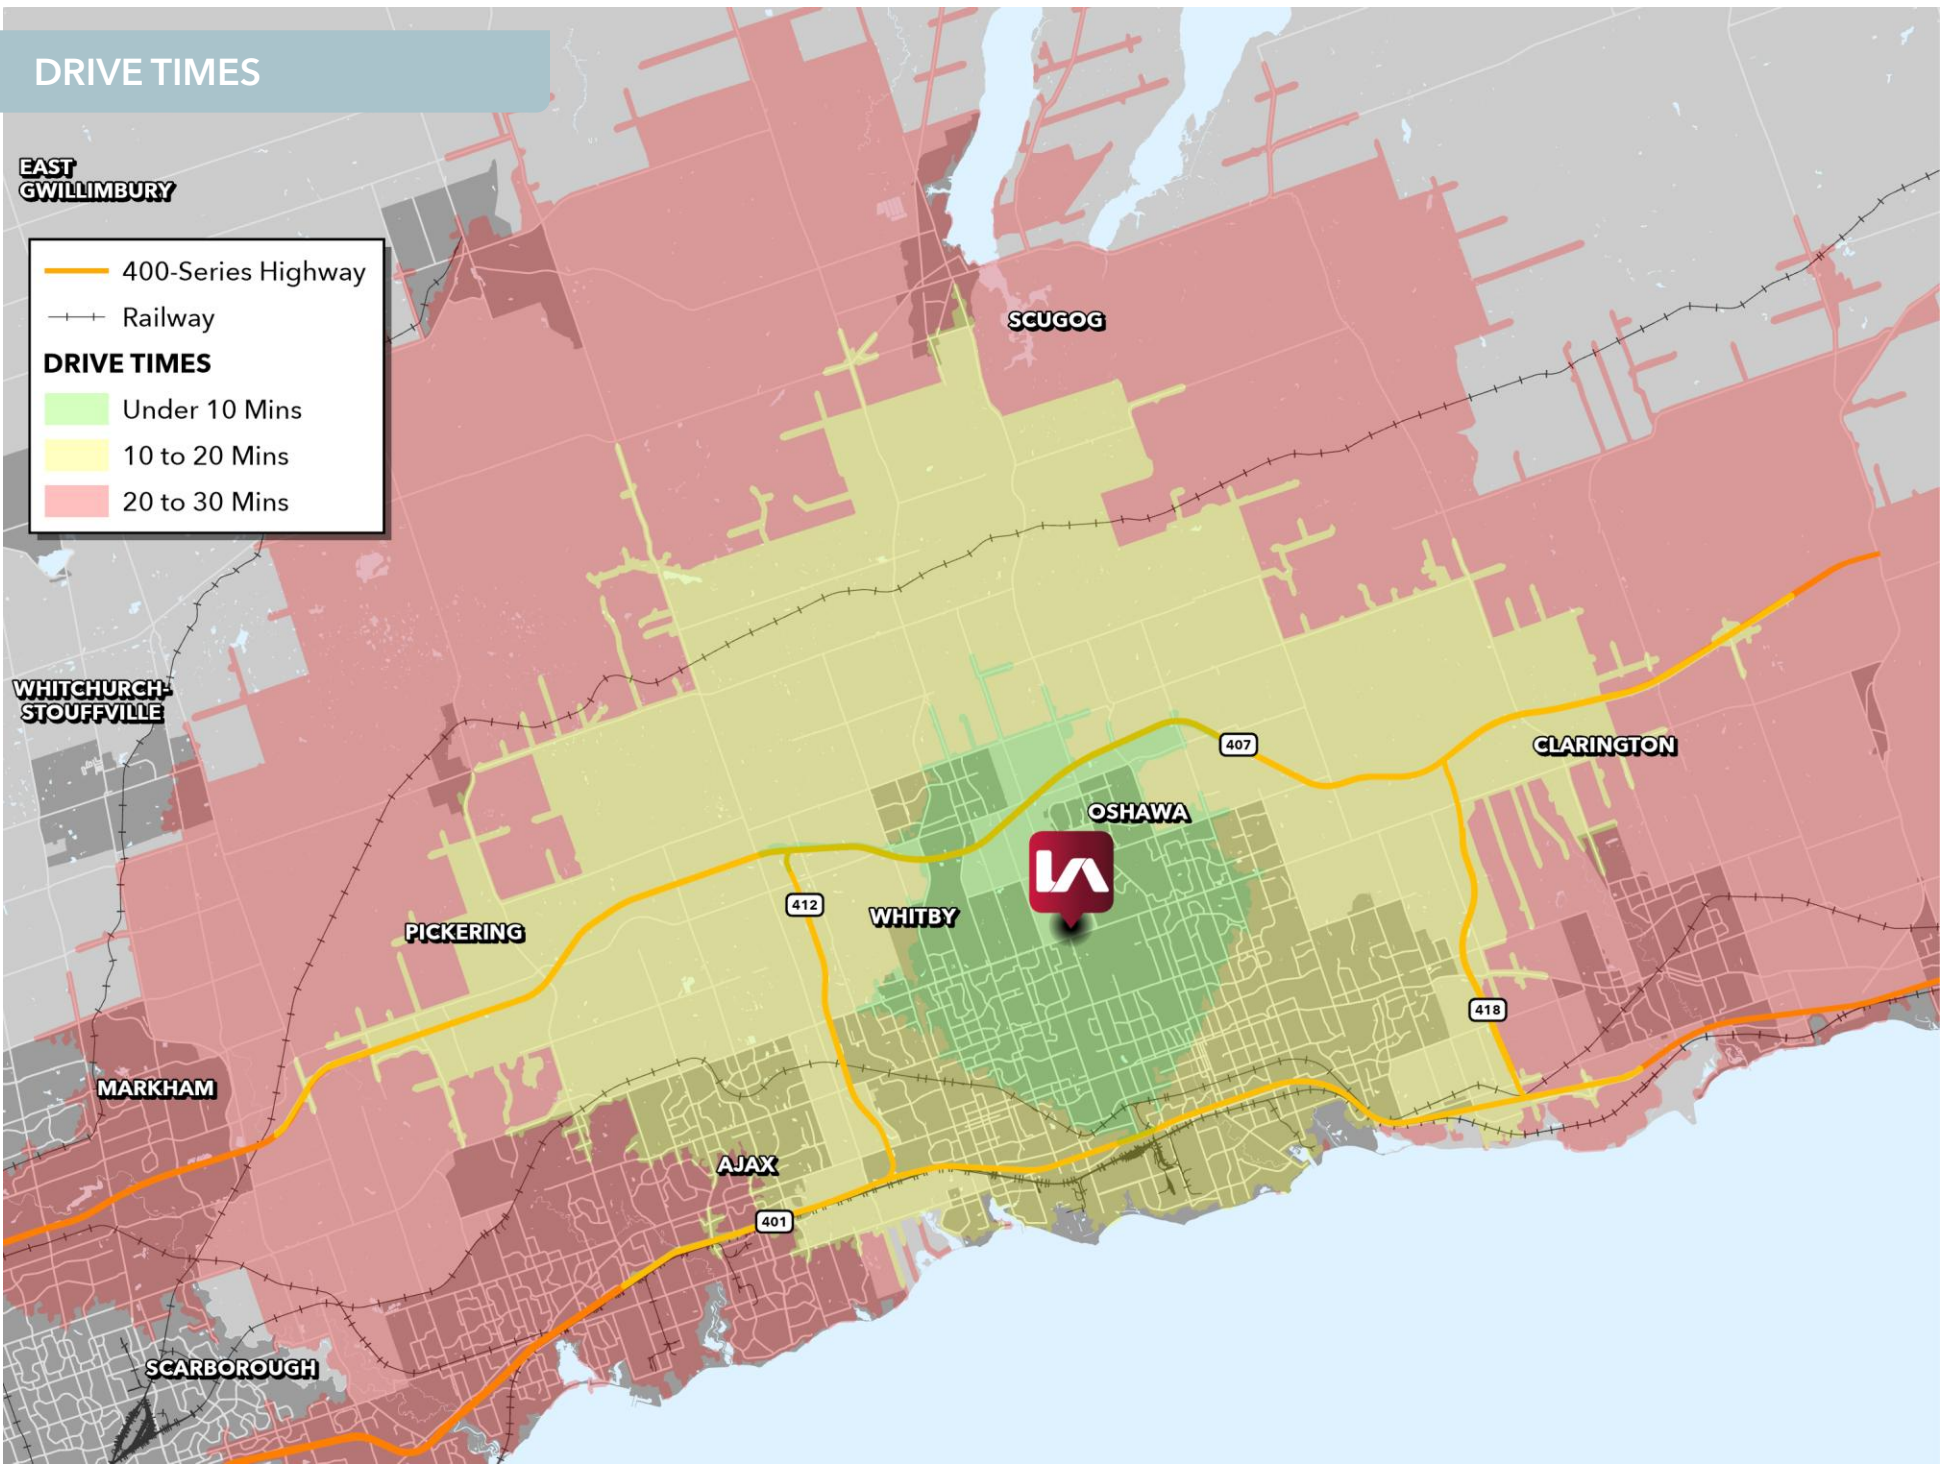 DRIVE TIMES
EAST
GWILLIMBURY
400-Series Highway
Railway
DRIVE TIMES
Under 10 Mins
10 to 20 Mins
20 to 30 Mins
SCUGOG
WHITCHURCH-
STOUFFVILLE
407
CLARINGTON
OSHAWA
412
WHITBY
PICKERING
418
MARKHAM
AJAX
401
SCARBOROUGH